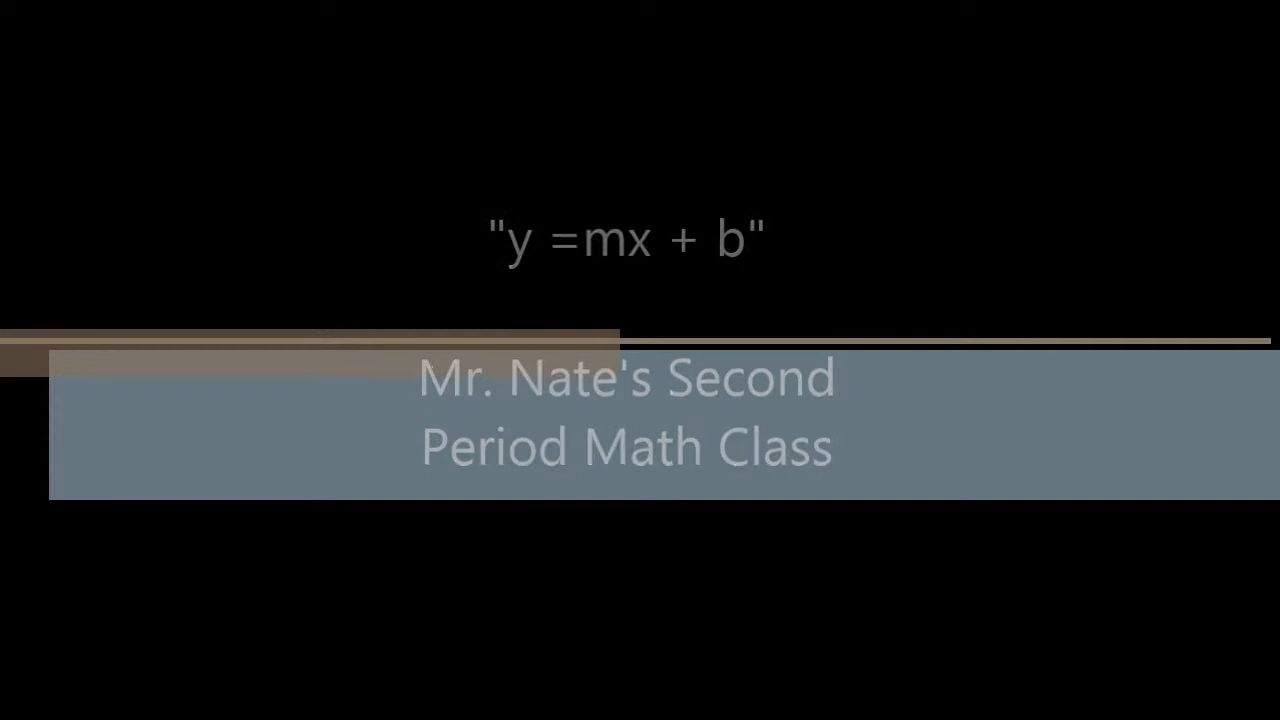 "y =mx + b"
Mr. Nate's Second
Period Math Class